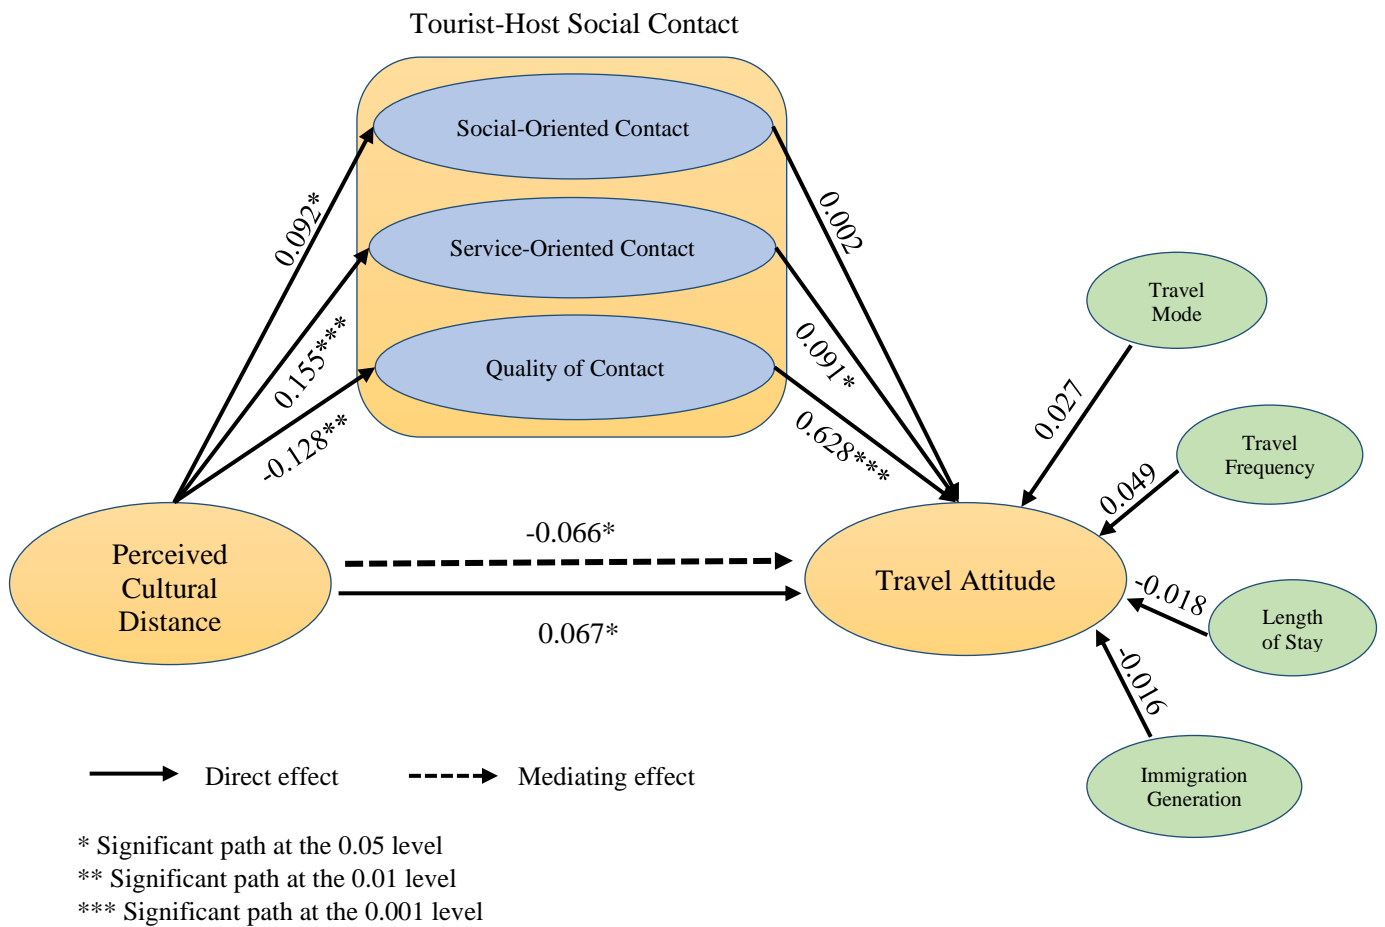 Tourist-Host Social Contact
Social-Oriented Contact
Service-Oriented Contact
Quality of Contact
0.092*
0.155***
-0.128**
0.002
0.091*
0.628***
Perceived
Cultural
Distance
-0.066*
0.067*
Travel Attitude
Travel
Mode
0.027
Travel
Frequency
0.049
Length
of Stay
-0.018
Immigration
Generation
-0.016
Direct effect
Mediating effect
* Significant path at the 0.05 level
** Significant path at the 0.01 level
*** Significant path at the 0.001 level